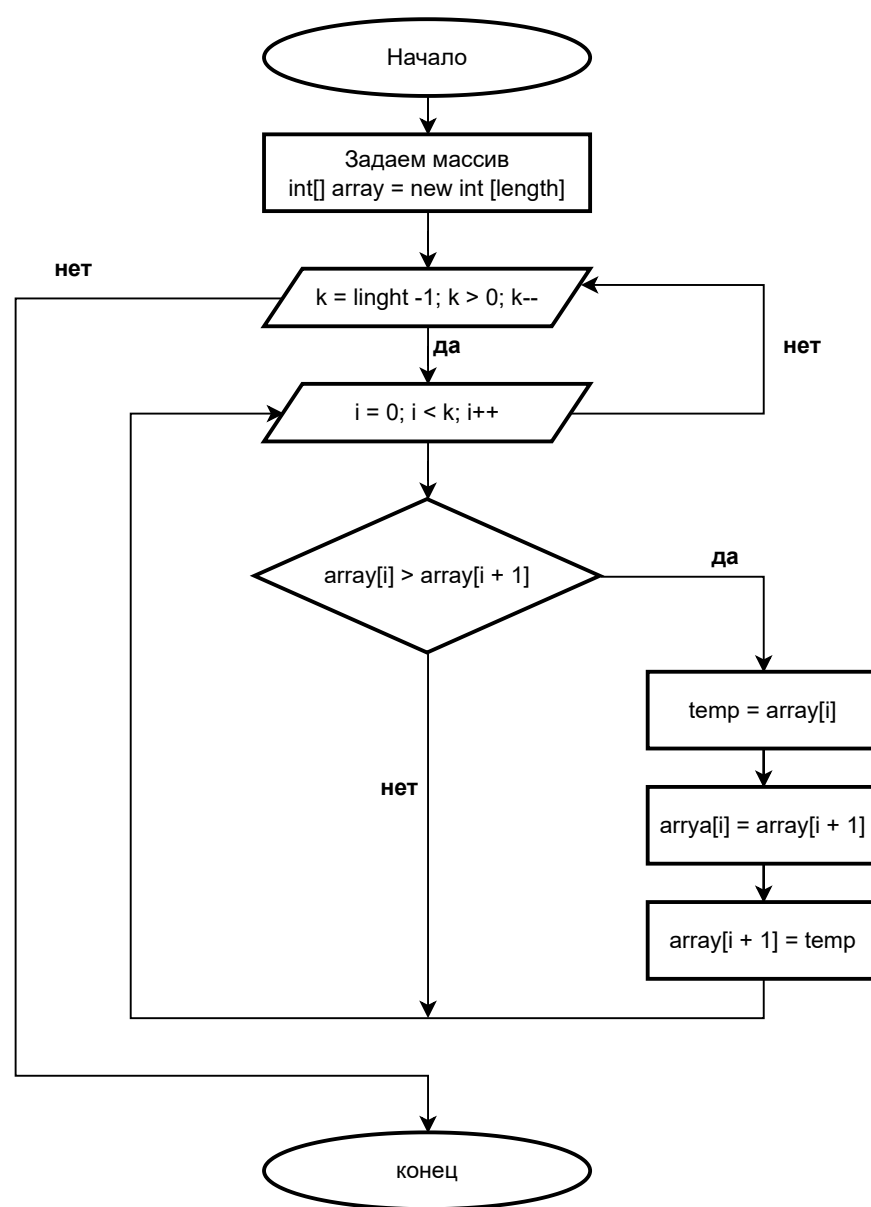 Начало
Задаем массив
int[] array = new int [length]
нет
k = linght -1; k > 0; k--
да
нет
i = 0; i < k; i++
array[i] > array[i + 1]
да
temp = array[i]
нет
arrya[i] = array[i + 1]
array[i + 1] = temp
конец